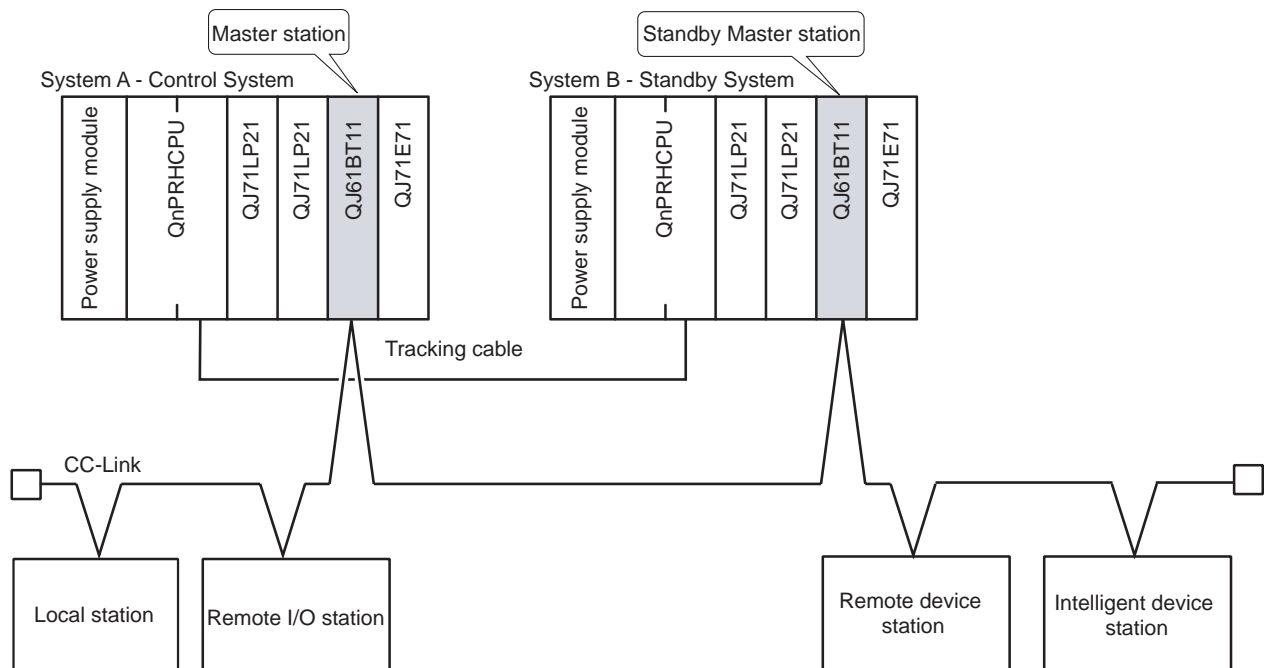 Master station
Standby Master station
System A - Control System
System B - Standby System
Power supply module
QnPRHCPU
QJ71LP21
QJ71LP21
QJ61BT11
QJ71E71
Power supply module
QnPRHCPU
QJ71LP21
QJ71LP21
QJ61BT11
QJ71E71
Tracking cable
CC-Link
Local station
Remote I/O station
Remote device
station
Intelligent device
station